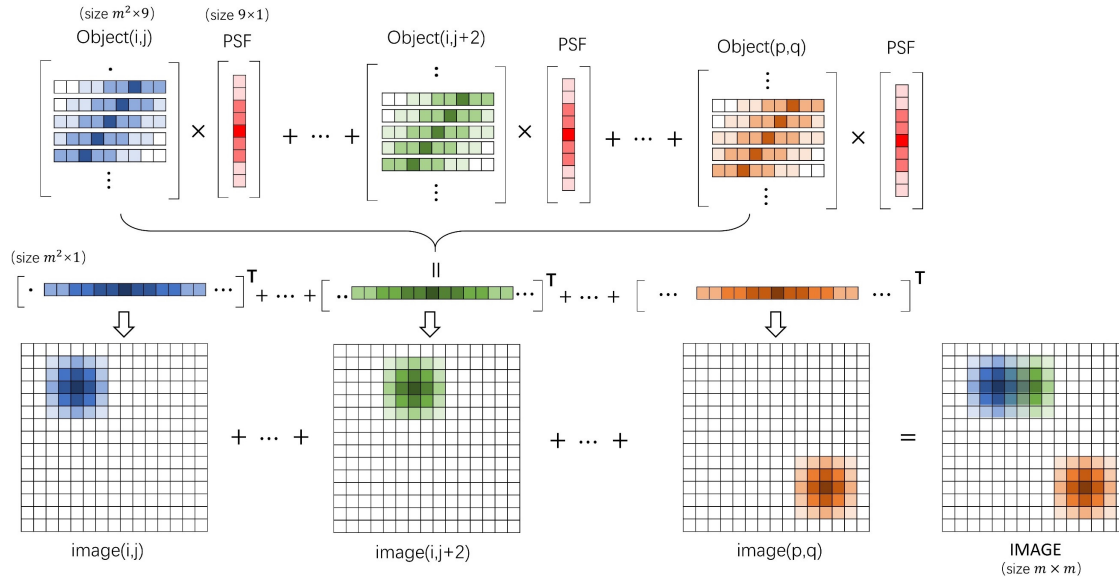 (size m²×9)
(size 9×1)
Object(i,j)
PSF
Object(i,j+2)
PSF
Object(p,q)
PSF
× + ··· + × + ··· + ×
(size m²×1)
=
[· ···]ᵀ + ··· + [·· ···]ᵀ + ··· + [··· ···]ᵀ
+ ··· + + ··· + =
image(i,j)
image(i,j+2)
image(p,q)
IMAGE
(size m × m)